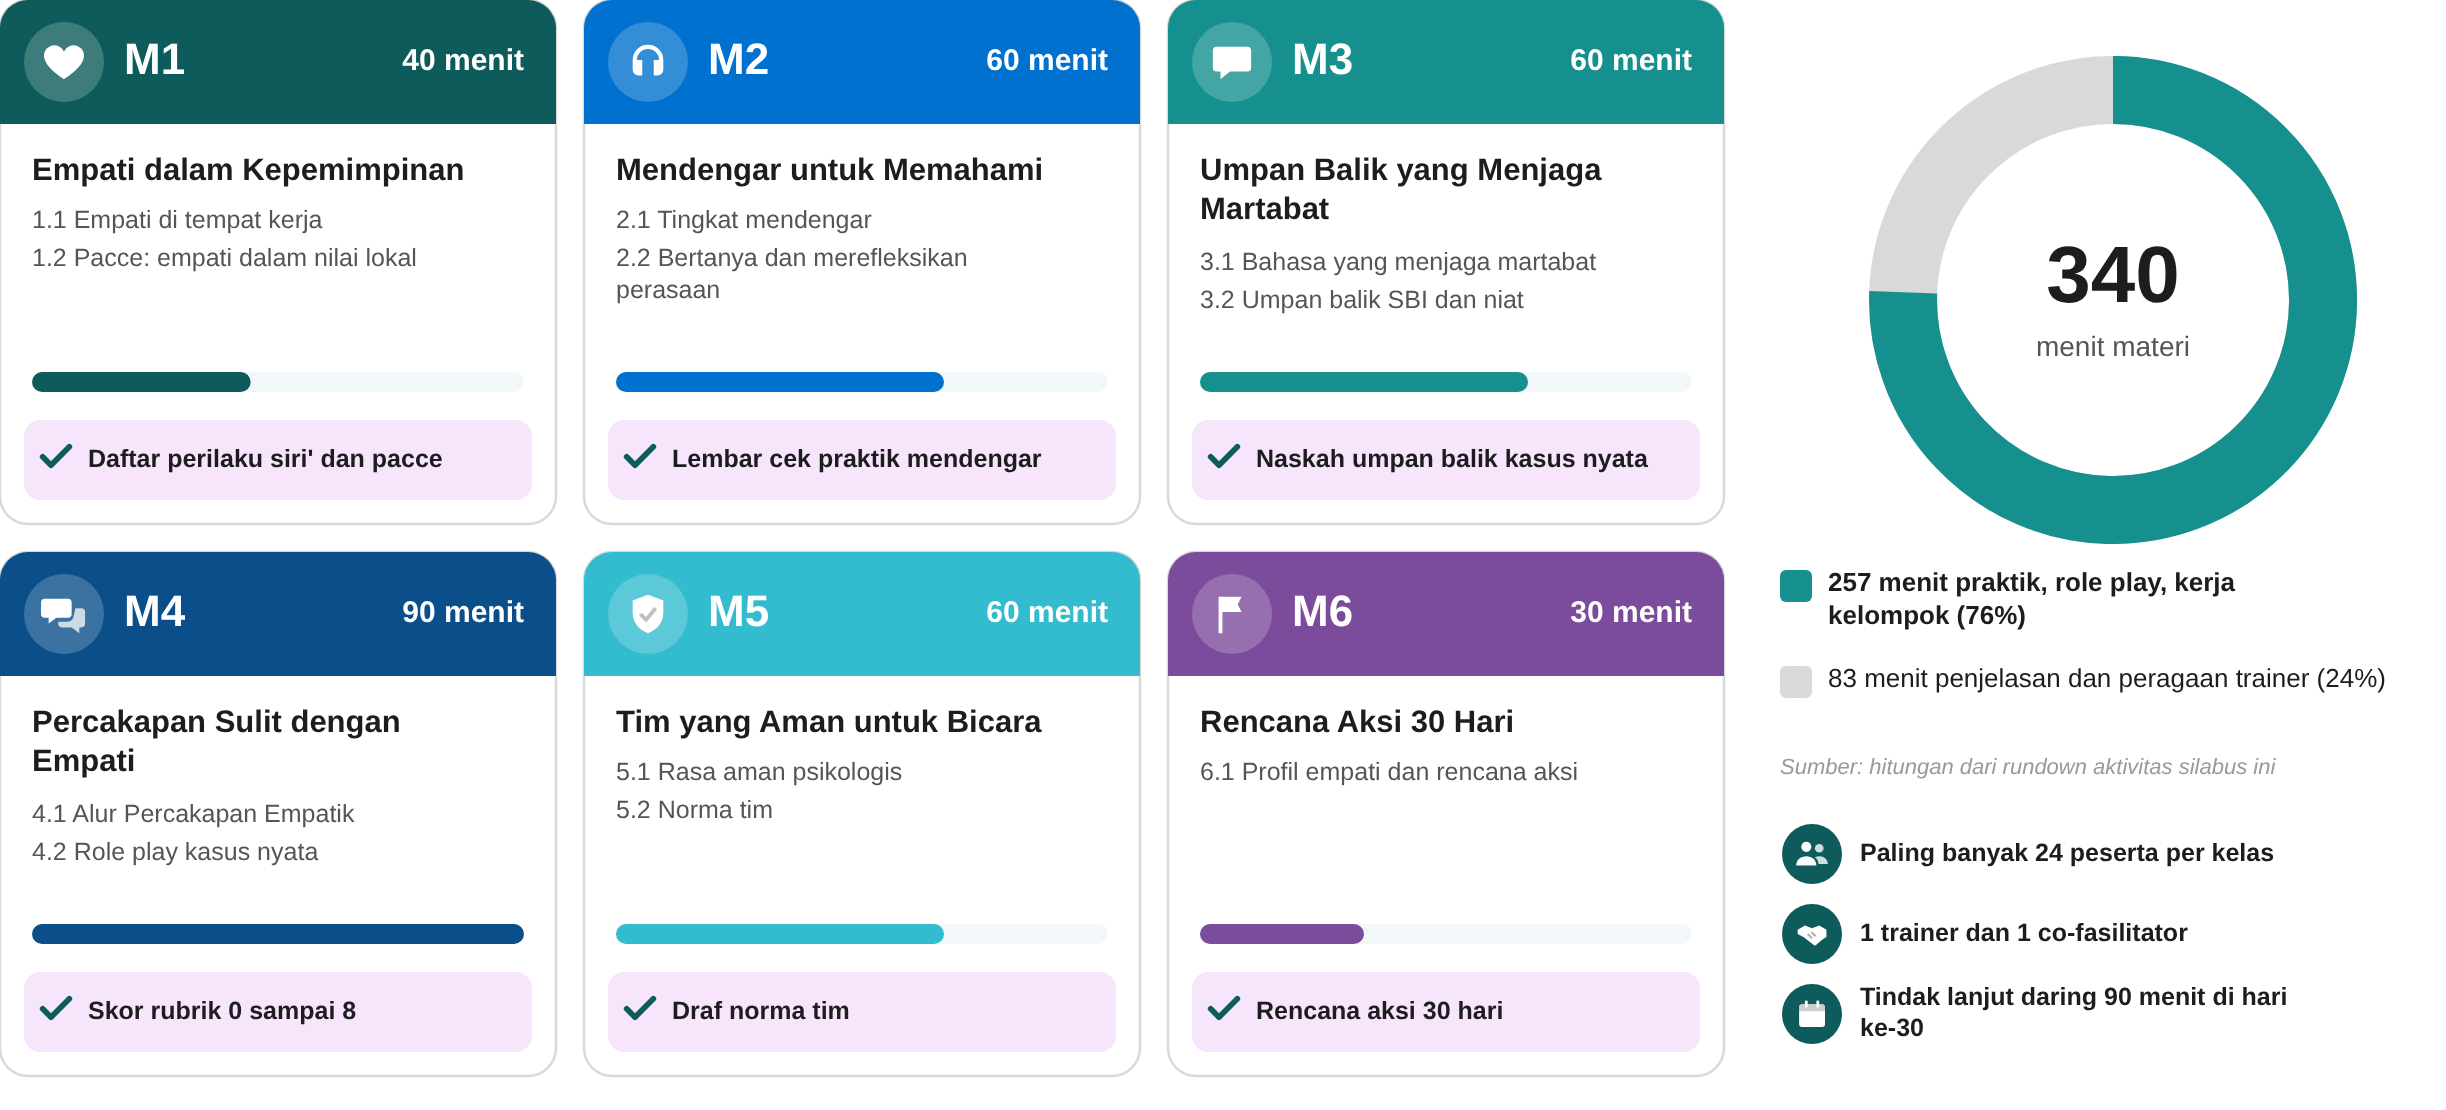 M1
40 menit
Empati dalam Kepemimpinan
1.1 Empati di tempat kerja
1.2 Pacce: empati dalam nilai lokal
Daftar perilaku siri' dan pacce
M2
60 menit
Mendengar untuk Memahami
2.1 Tingkat mendengar
2.2 Bertanya dan merefleksikan
perasaan
Lembar cek praktik mendengar
M3
60 menit
Umpan Balik yang Menjaga
Martabat
3.1 Bahasa yang menjaga martabat
3.2 Umpan balik SBI dan niat
Naskah umpan balik kasus nyata
M4
90 menit
Percakapan Sulit dengan
Empati
4.1 Alur Percakapan Empatik
4.2 Role play kasus nyata
Skor rubrik 0 sampai 8
M5
60 menit
Tim yang Aman untuk Bicara
5.1 Rasa aman psikologis
5.2 Norma tim
Draf norma tim
M6
30 menit
Rencana Aksi 30 Hari
6.1 Profil empati dan rencana aksi
Rencana aksi 30 hari
340
menit materi
257 menit praktik, role play, kerja
kelompok (76%)
83 menit penjelasan dan peragaan trainer (24%)
Sumber: hitungan dari rundown aktivitas silabus ini
Paling banyak 24 peserta per kelas
1 trainer dan 1 co-fasilitator
Tindak lanjut daring 90 menit di hari
ke-30